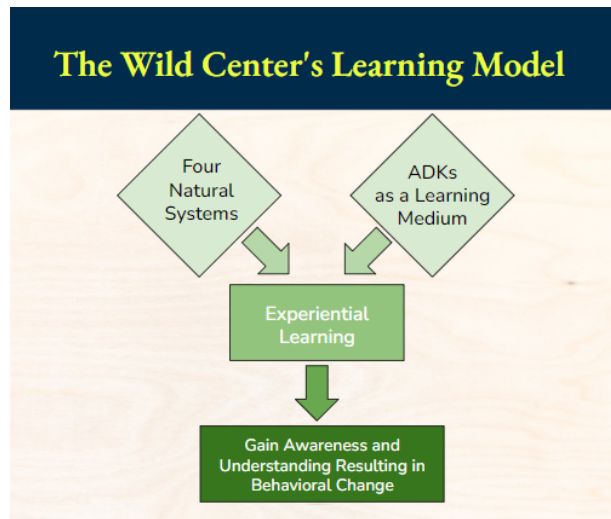 The Wild Center's Learning Model
Four
Natural
Systems
ADKs
as a Learning
Medium
Experiential
Learning
Gain Awareness and
Understanding Resulting in
Behavioral Change